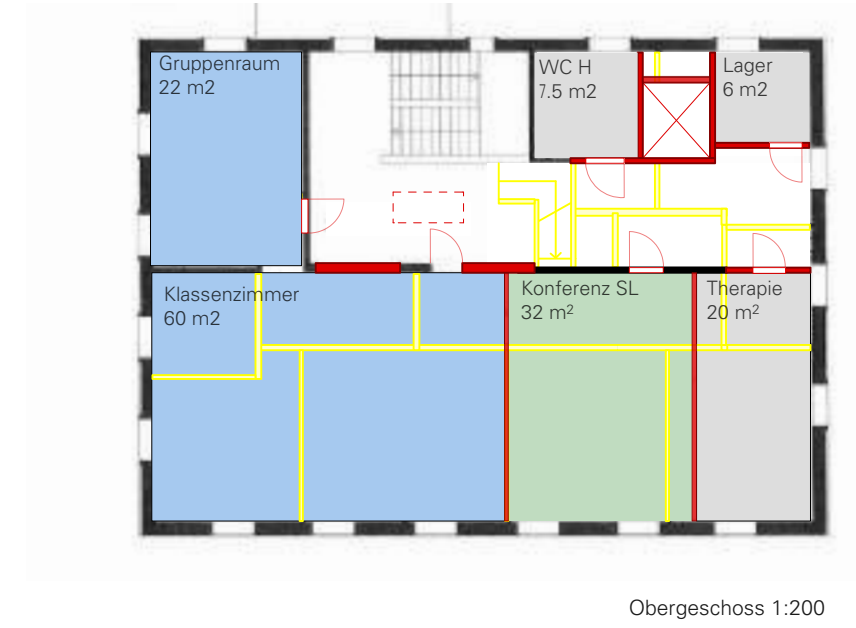 Gruppenraum
22 m2
WC H
7.5 m2
Lager
6 m2
Klassenzimmer
60 m2
Konferenz SL
32 m²
Therapie
20 m²
Obergeschoss 1:200